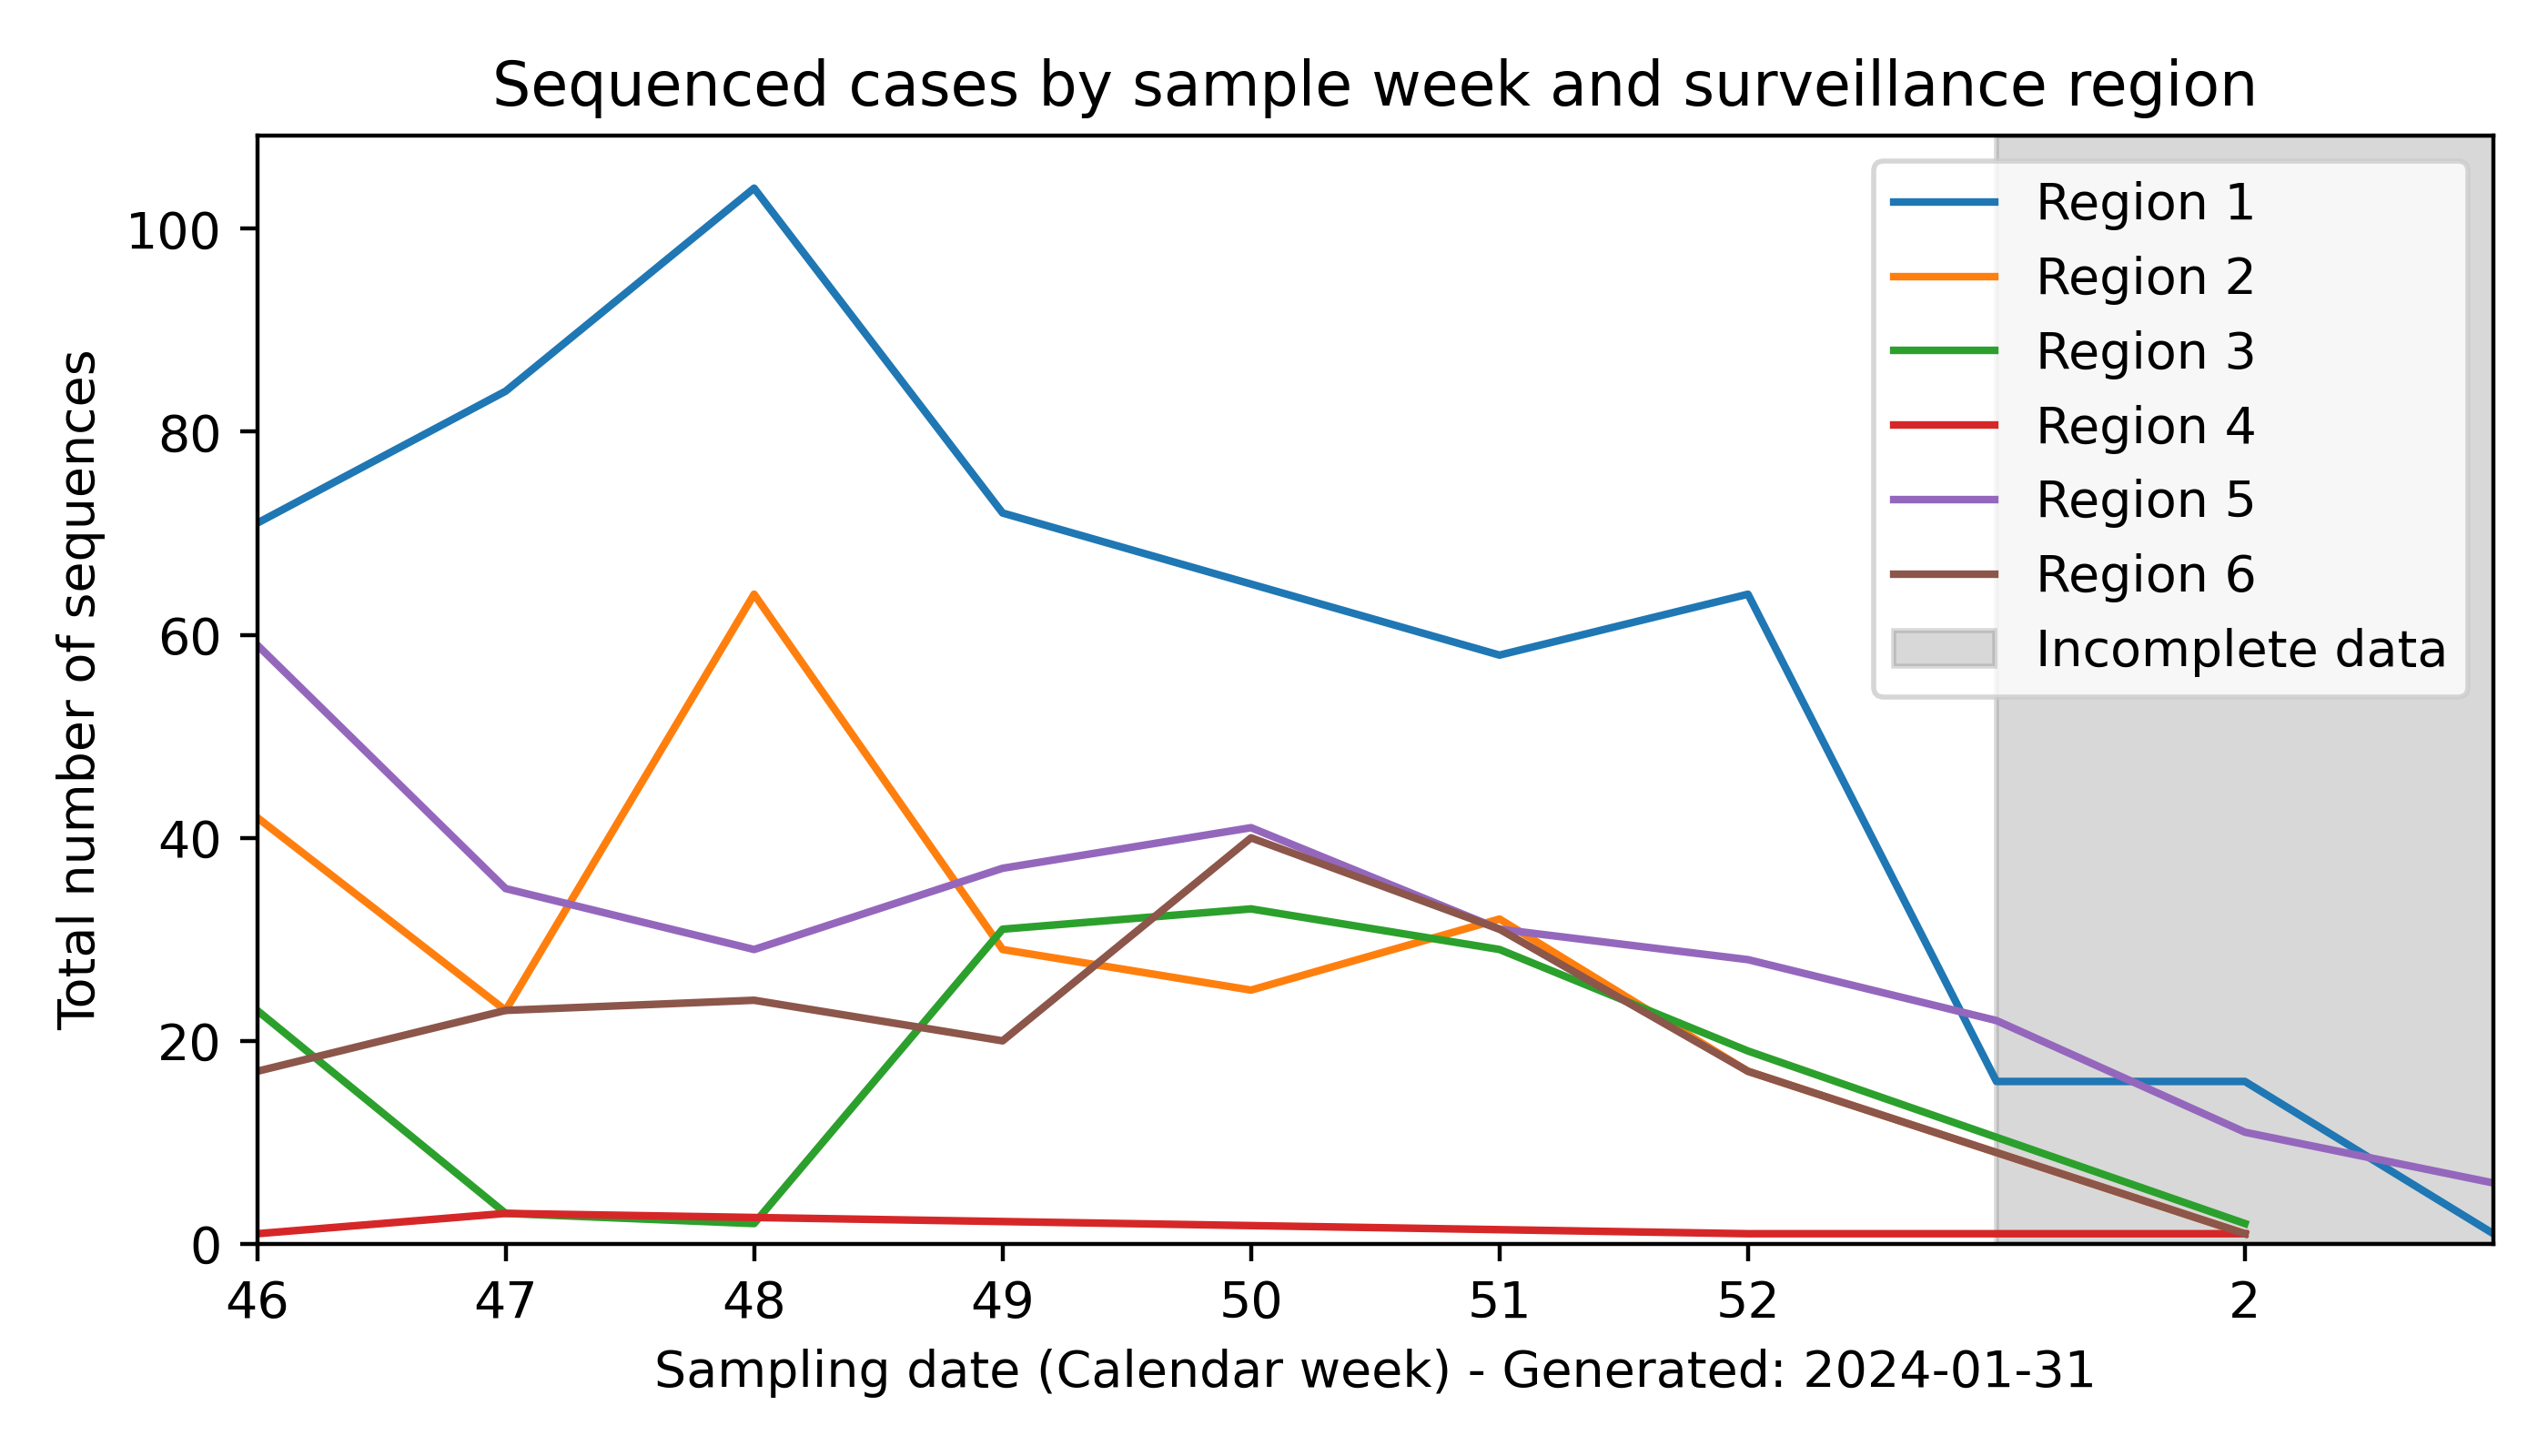 Sequenced cases by sample week and surveillance region
Total number of sequences
100
80
60
40
20
0
46 47 48 49 50 51 52 2
Sampling date (Calendar week) - Generated: 2024-01-31
Region 1
Region 2
Region 3
Region 4
Region 5
Region 6
Incomplete data